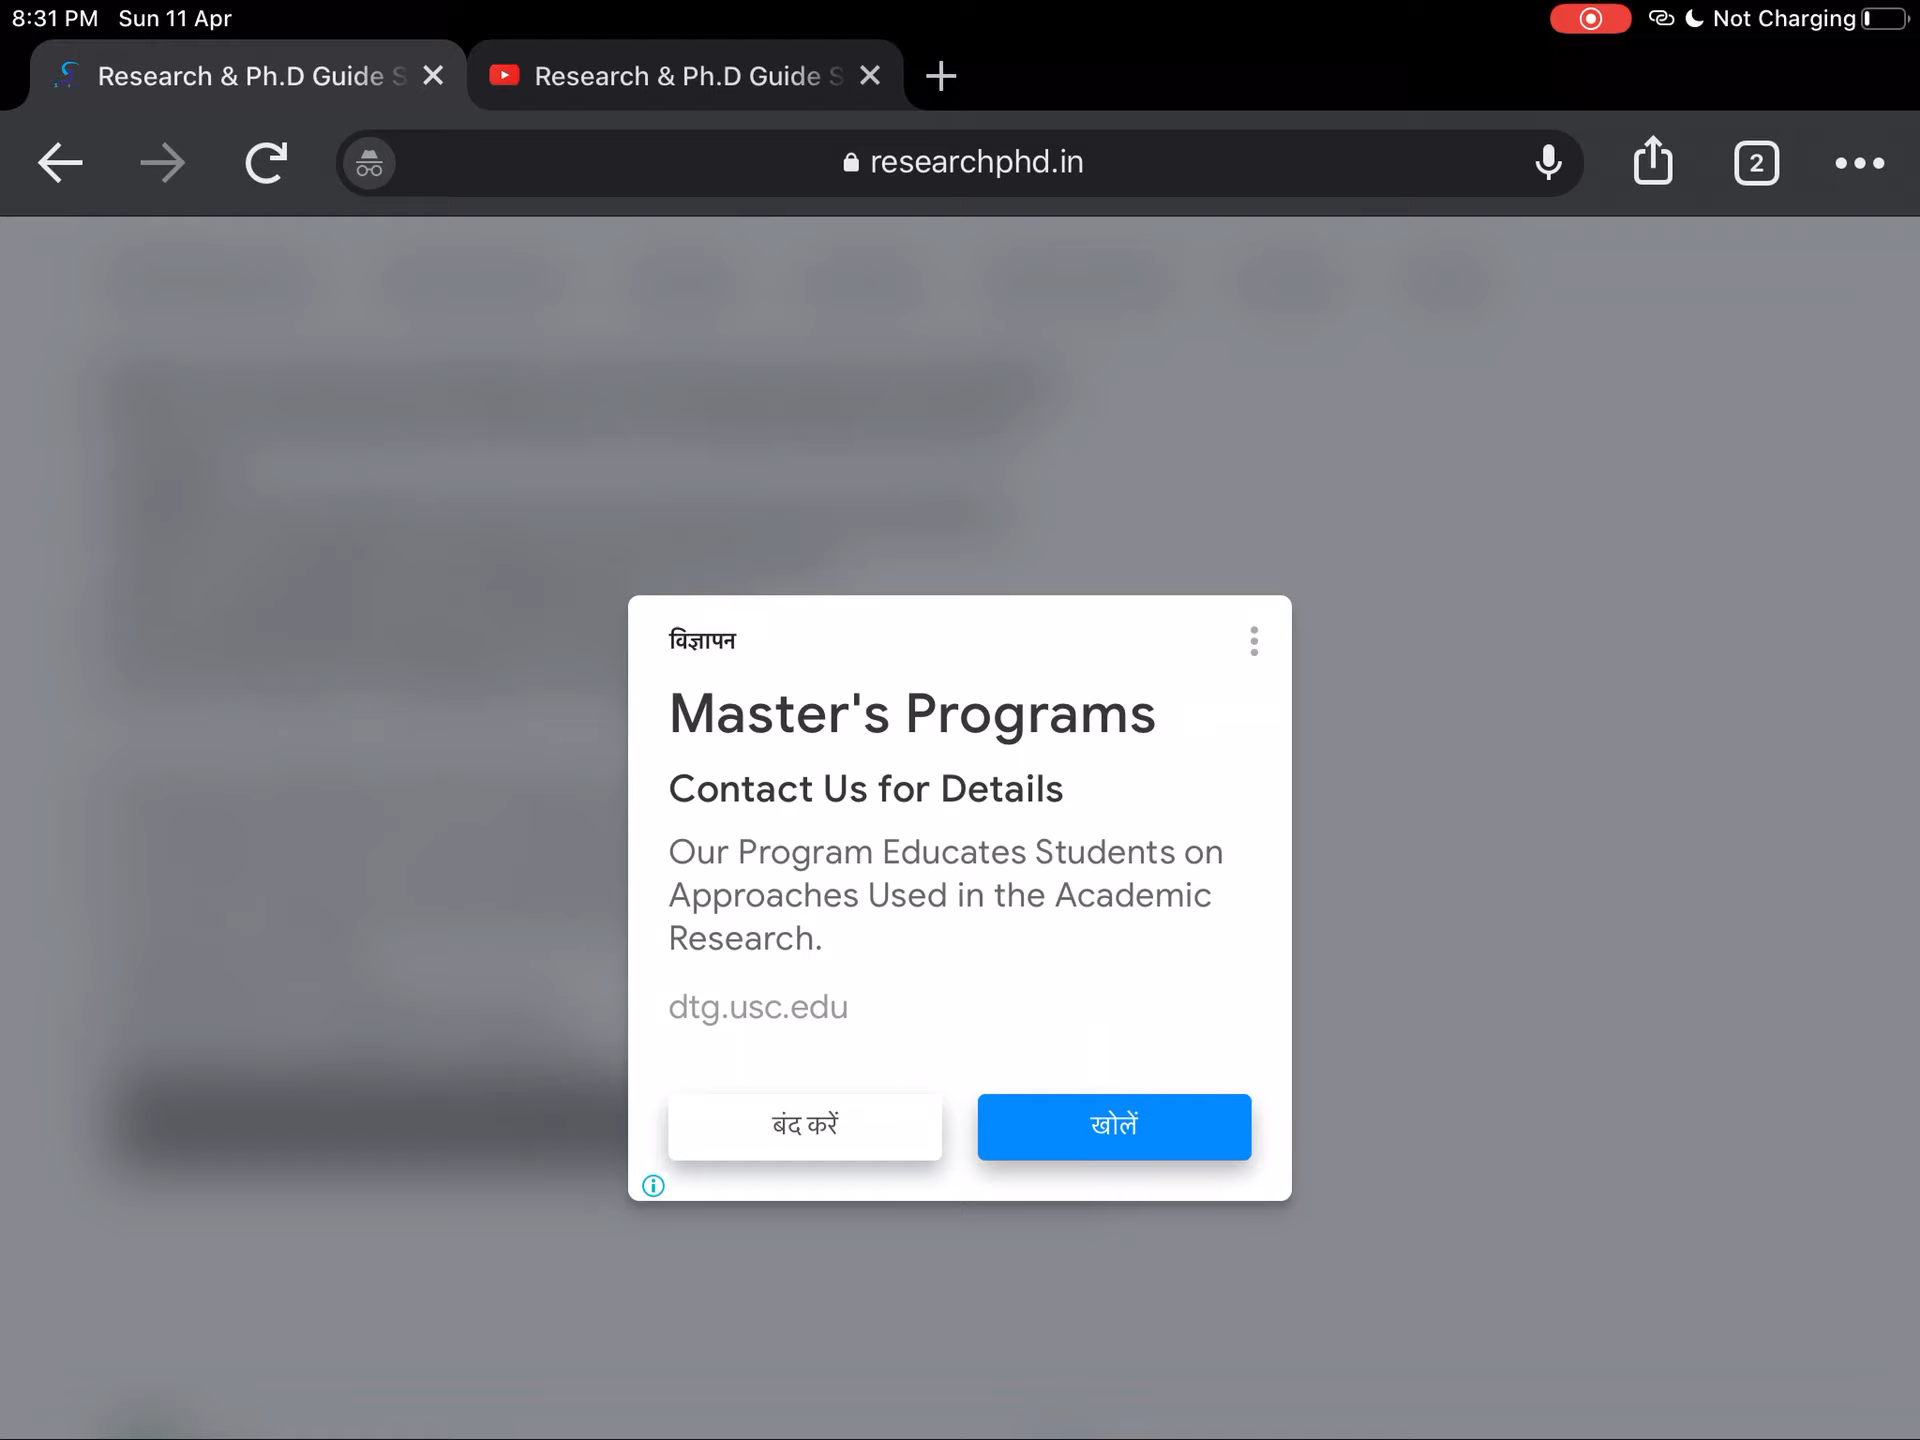 8:31 PM Sun 11 Apr
Not Charging
Research & Ph.D Guide S
Research & Ph.D Guide S
researchphd.in
2
विज्ञापन
Master's Programs
Contact Us for Details
Our Program Educates Students on
Approaches Used in the Academic
Research.
dtg.usc.edu
बंद करें
खोलें